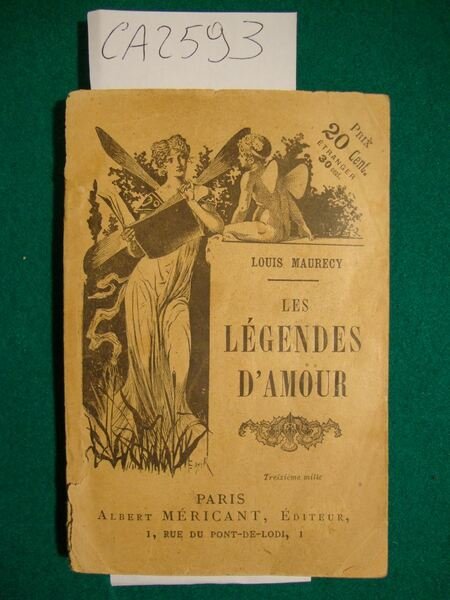 CA2593
PRIX
20 Cent.
ÉTRANGER
30 cent.
LOUIS MAURECY
LES
LÉGENDES
D'AMOUR
Treizième mille
PARIS
ALBERT MÉRICANT, ÉDITEUR,
1, RUE DU PONT-DE-LODI, 1